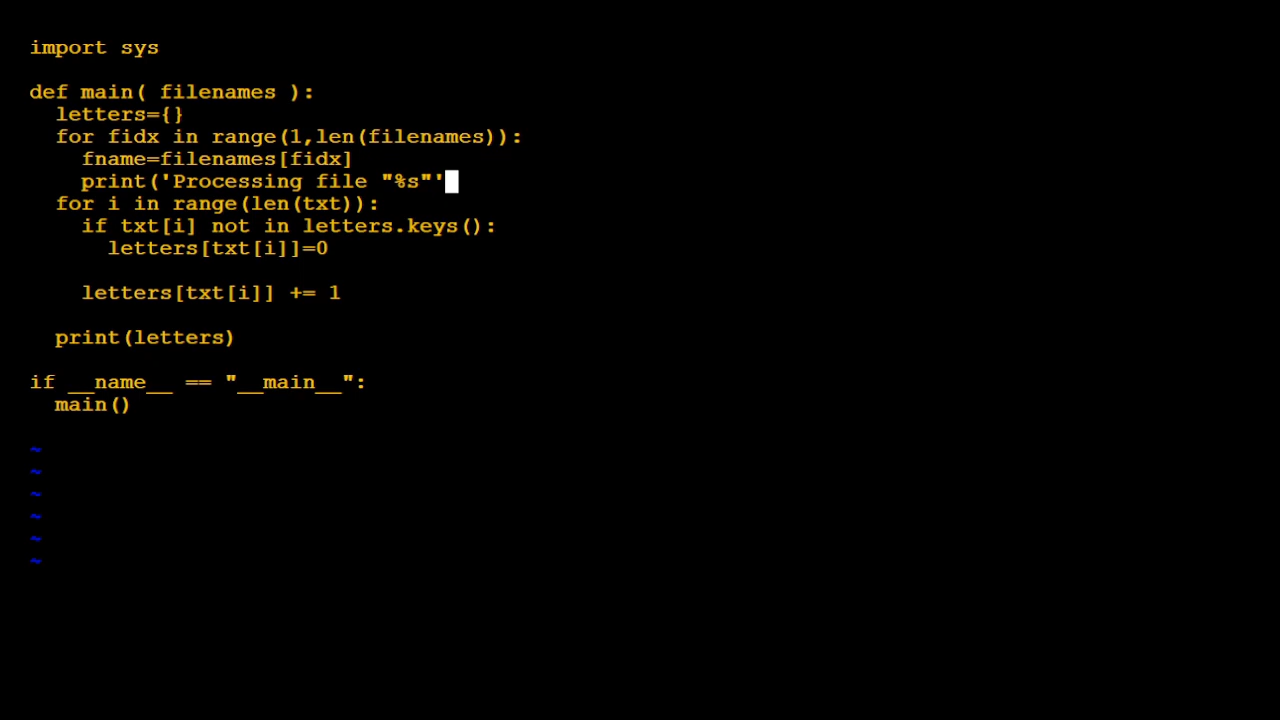 import sys
def main( filenames ):
  letters={}
  for fidx in range(1,len(filenames)):
    fname=filenames[fidx]
    print('Processing file "%s"'
  for i in range(len(txt)):
    if txt[i] not in letters.keys():
      letters[txt[i]]=0
    letters[txt[i]] += 1
  print(letters)
if __name__ == "__main__":
  main()
~
~
~
~
~
~